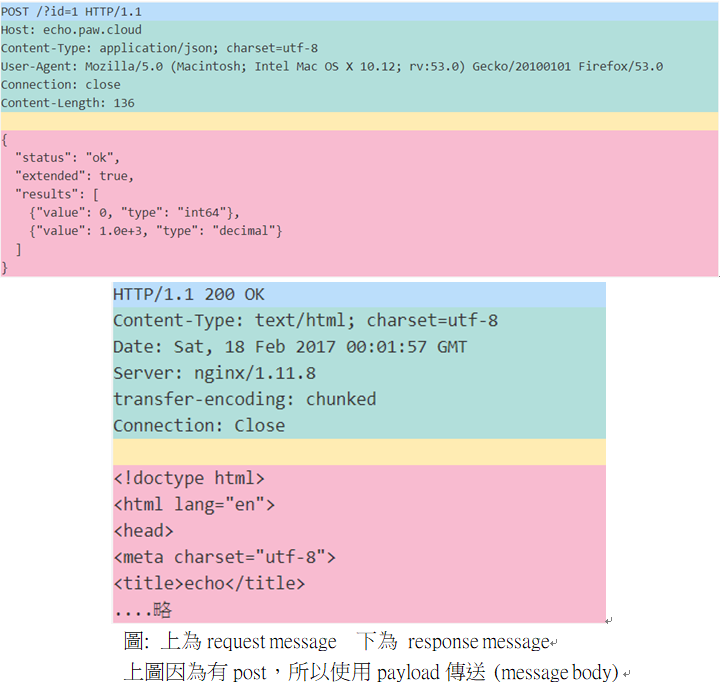 POST /?id=1 HTTP/1.1
Host: echo.paw.cloud
Content-Type: application/json; charset=utf-8
User-Agent: Mozilla/5.0 (Macintosh; Intel Mac OS X 10.12; rv:53.0) Gecko/20100101 Firefox/53.0
Connection: close
Content-Length: 136
{
  "status": "ok",
  "extended": true,
  "results": [
    {"value": 0, "type": "int64"},
    {"value": 1.0e+3, "type": "decimal"}
  ]
}
HTTP/1.1 200 OK
Content-Type: text/html; charset=utf-8
Date: Sat, 18 Feb 2017 00:01:57 GMT
Server: nginx/1.11.8
transfer-encoding: chunked
Connection: Close
<!doctype html>
<html lang="en">
<head>
<meta charset="utf-8">
<title>echo</title>
....略
圖: 上為 request message 下為 response message
上圖因為有 post，所以使用 payload 傳送 (message body)